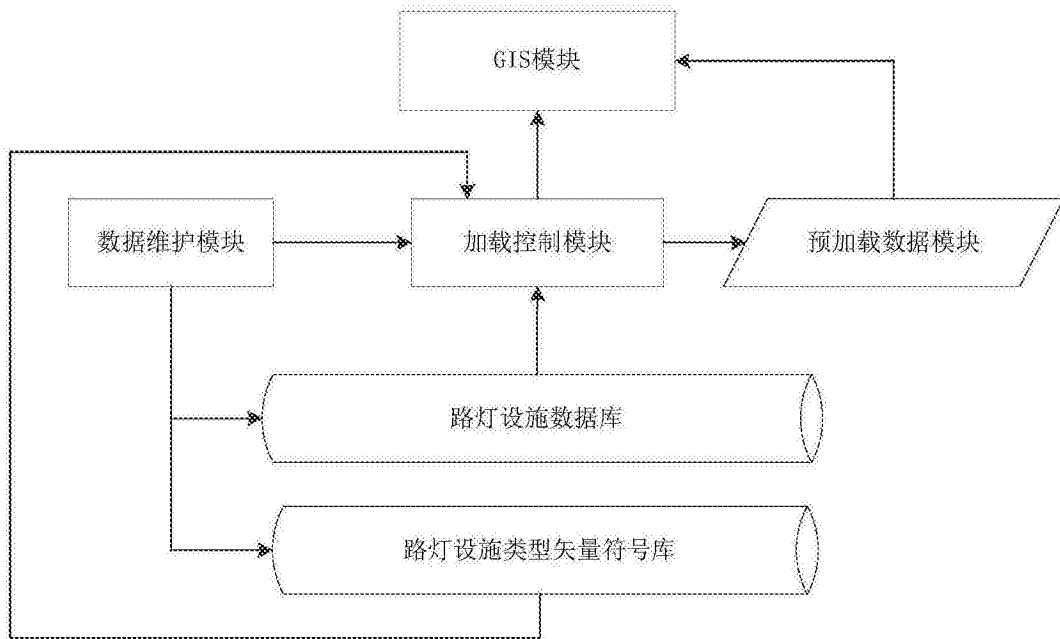 GIS模块
数据维护模块
加载控制模块
预加载数据模块
路灯设施数据库
路灯设施类型矢量符号库